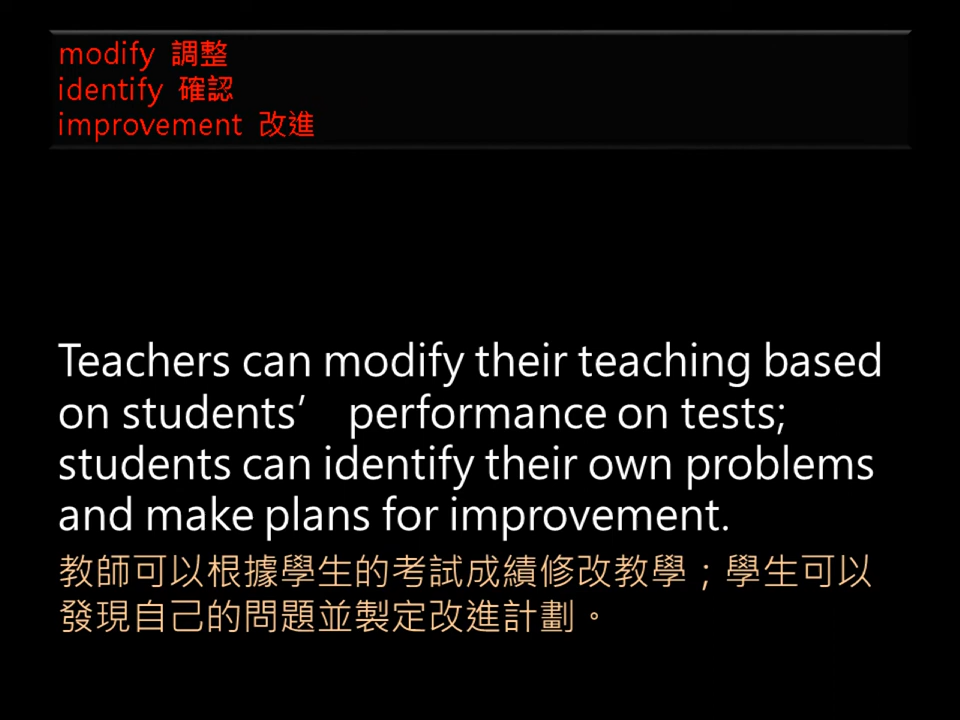 modify 調整
identify 確認
improvement 改進
Teachers can modify their teaching based
on students’ performance on tests;
students can identify their own problems
and make plans for improvement.
教師可以根據學生的考試成績修改教學；學生可以
發現自己的問題並製定改進計劃。